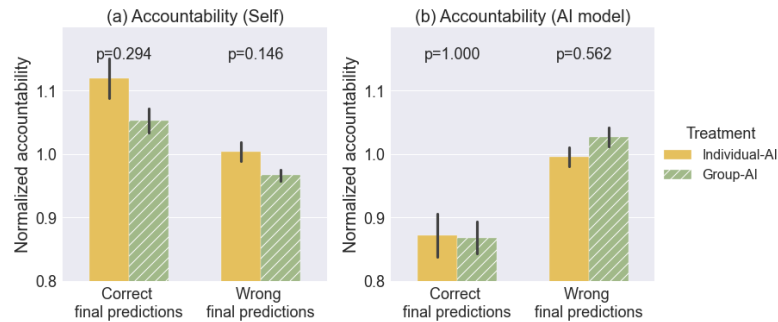 (a) Accountability (Self)
p=0.294
p=0.146
Normalized accountability
1.1
1.0
0.9
0.8
Correct
final predictions
Wrong
final predictions
(b) Accountability (AI model)
p=1.000
p=0.562
Normalized accountability
1.1
1.0
0.9
0.8
Correct
final predictions
Wrong
final predictions
Treatment
Individual-AI
Group-AI